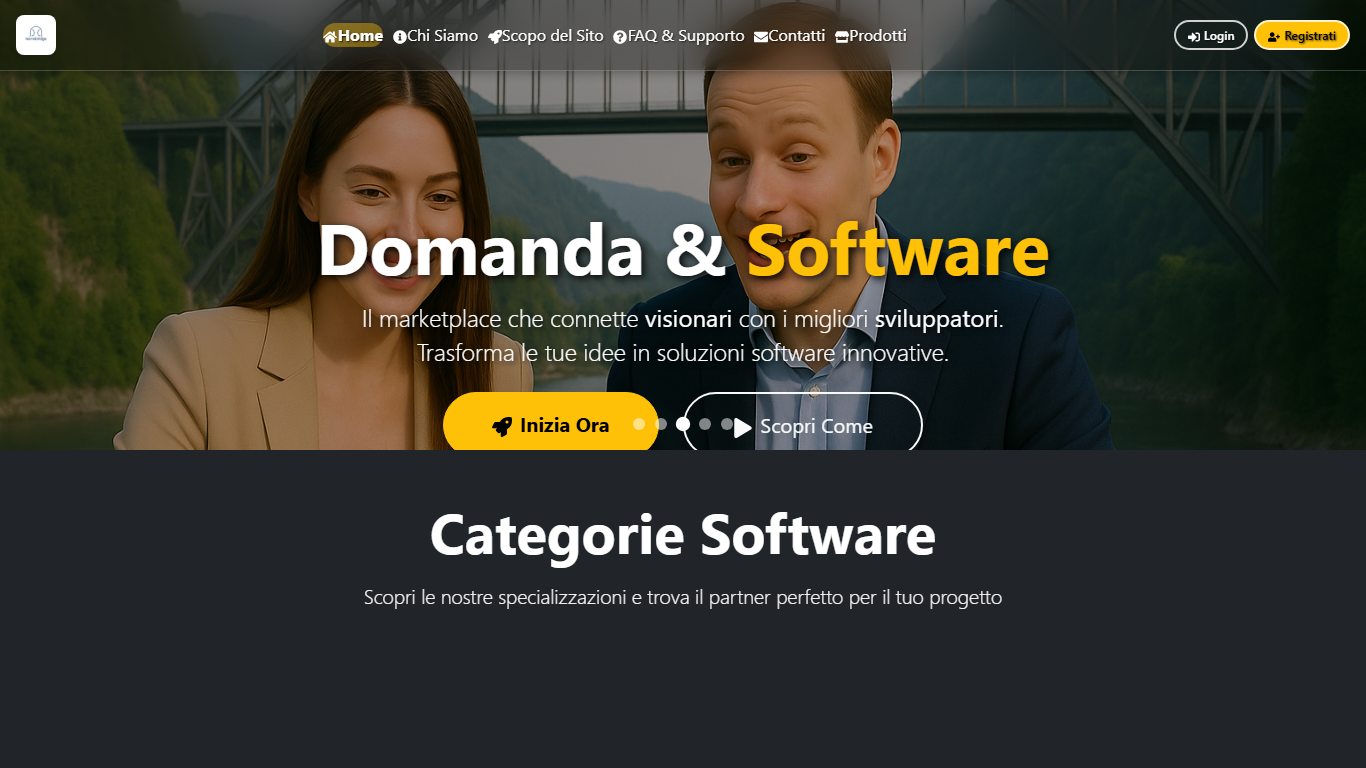 Home Chi Siamo Scopo del Sito FAQ & Supporto Contatti Prodotti Login Registrati
Domanda & Software
Il marketplace che connette visionari con i migliori sviluppatori.
Trasforma le tue idee in soluzioni software innovative.
Inizia Ora Scopri Come
Categorie Software
Scopri le nostre specializzazioni e trova il partner perfetto per il tuo progetto